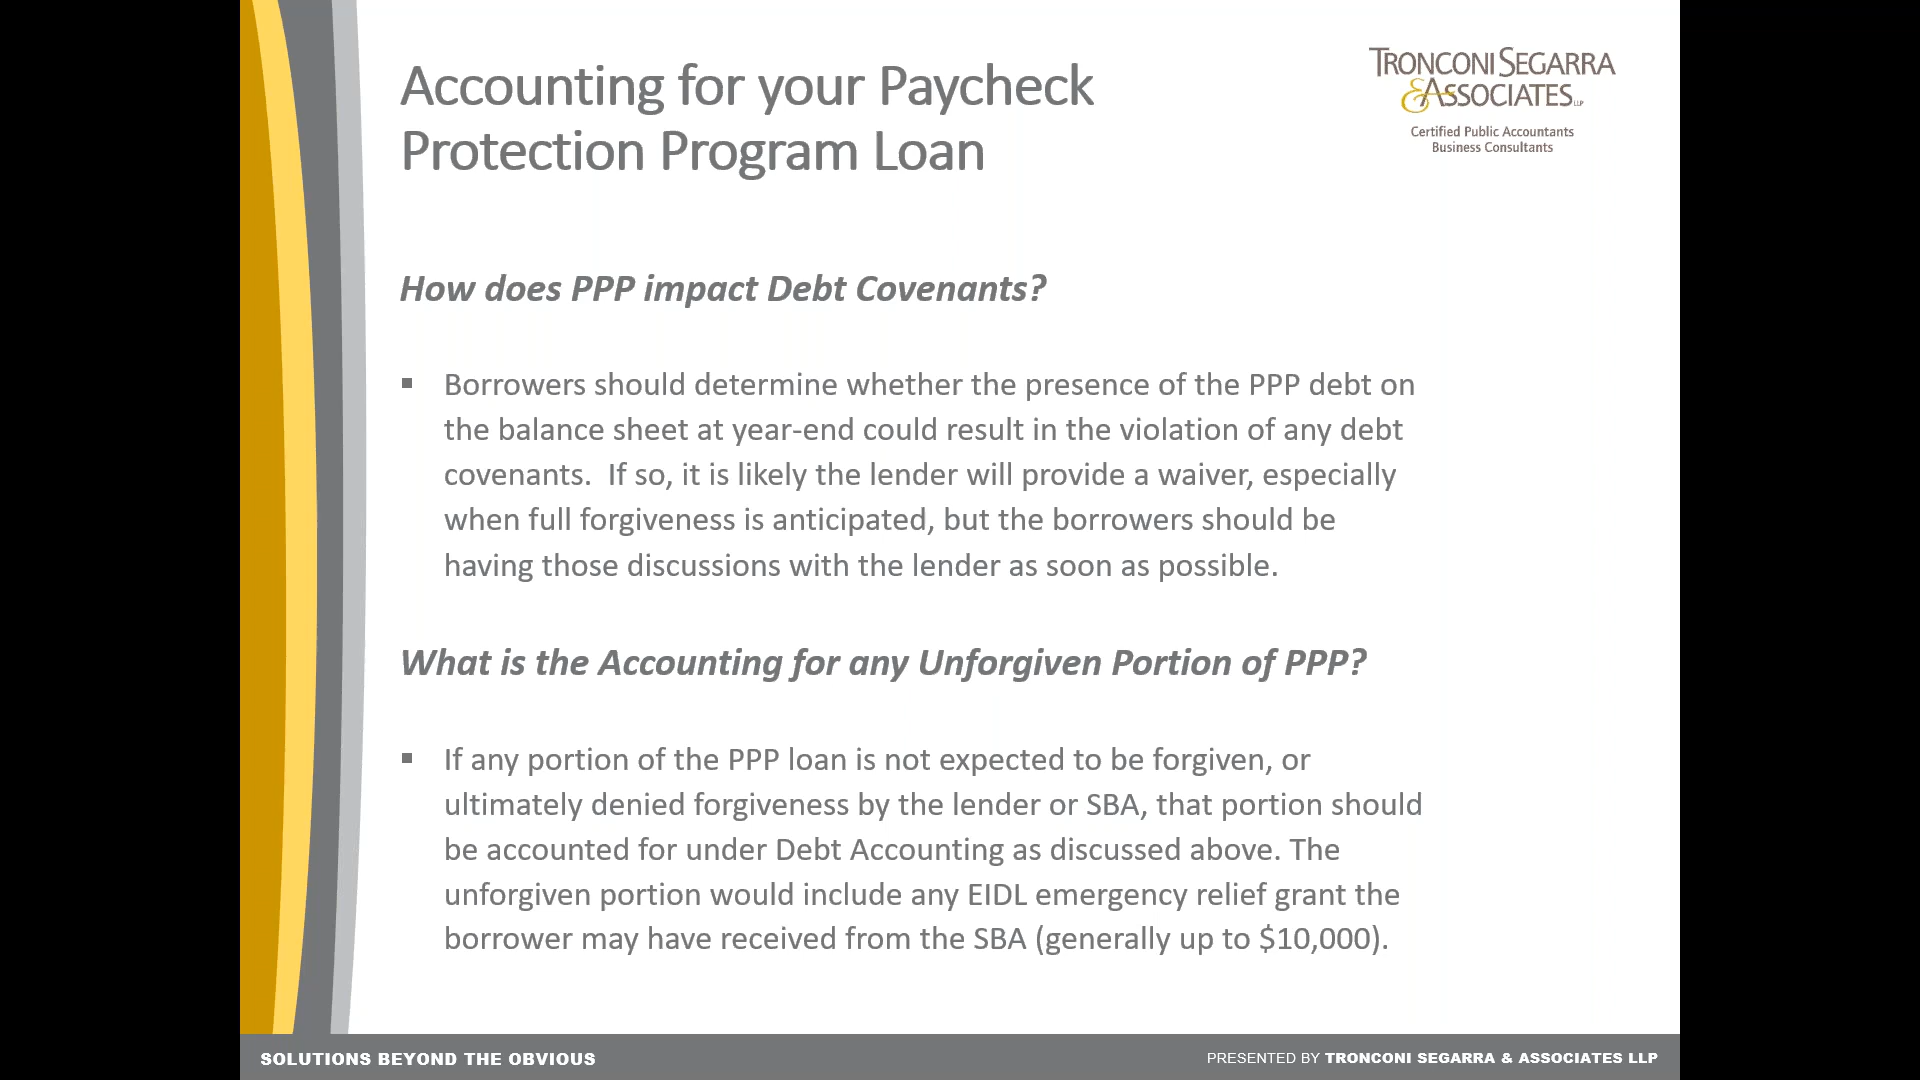 Accounting for your Paycheck
Protection Program Loan
TRONCONI SEGARRA
& ASSOCIATES LLP
Certified Public Accountants
Business Consultants
How does PPP impact Debt Covenants?
▪ Borrowers should determine whether the presence of the PPP debt on
the balance sheet at year-end could result in the violation of any debt
covenants.  If so, it is likely the lender will provide a waiver, especially
when full forgiveness is anticipated, but the borrowers should be
having those discussions with the lender as soon as possible.
What is the Accounting for any Unforgiven Portion of PPP?
▪ If any portion of the PPP loan is not expected to be forgiven, or
ultimately denied forgiveness by the lender or SBA, that portion should
be accounted for under Debt Accounting as discussed above. The
unforgiven portion would include any EIDL emergency relief grant the
borrower may have received from the SBA (generally up to $10,000).
SOLUTIONS BEYOND THE OBVIOUS
PRESENTED BY TRONCONI SEGARRA & ASSOCIATES LLP